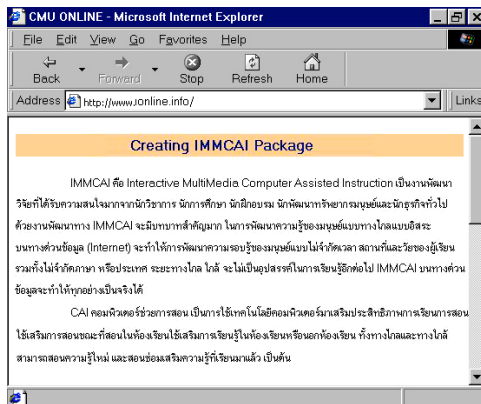 CMU ONLINE - Microsoft Internet Explorer
File Edit View Go Favorites Help
Back Forward Stop Refresh Home
Address http://www.online.info/ Links
Creating IMMCAI Package
IMMCAI คือ Interactive MultiMedia Computer Assisted Instruction เป็นงานพัฒนา
วิจัยที่ได้รับความสนใจมากจากนักวิชาการ นักการศึกษา นักฝึกอบรม นักพัฒนาทรัพยากรมนุษย์และนักธุรกิจทั่วไป
ด้วยงานพัฒนาทาง IMMCAI จะมีบทบาทสำคัญมาก ในการพัฒนาความรู้ของมนุษย์แบบทางไกลแบบอิสระ
บนทางด่วนข้อมูล (Internet) จะทำให้การพัฒนาความรอบรู้ของมนุษย์แบบไม่จำกัดเวลา สถานที่และวัยของผู้เรียน
รวมทั้งไม่จำกัดภาษา หรือประเทศ ระยะทางไกล ใกล้ จะไม่เป็นอุปสรรคในการเรียนรู้อีกต่อไป IMMCAI บนทางด่วน
ข้อมูลจะทำให้ทุกอย่างเป็นจริงได้
CAI คอมพิวเตอร์ช่วยการสอน เป็นการใช้เทคโนโลยีคอมพิวเตอร์มาเสริมประสิทธิภาพการเรียนการสอน
ใช้เสริมการสอนขณะที่สอนในห้องเรียนใช้เสริมการเรียนรู้ในห้องเรียนหรือนอกห้องเรียน ทั้งทางไกลและทางใกล้
สามารถสอนความรู้ใหม่ และสอนซ่อมเสริมความรู้ที่เรียนมาแล้ว เป็นต้น